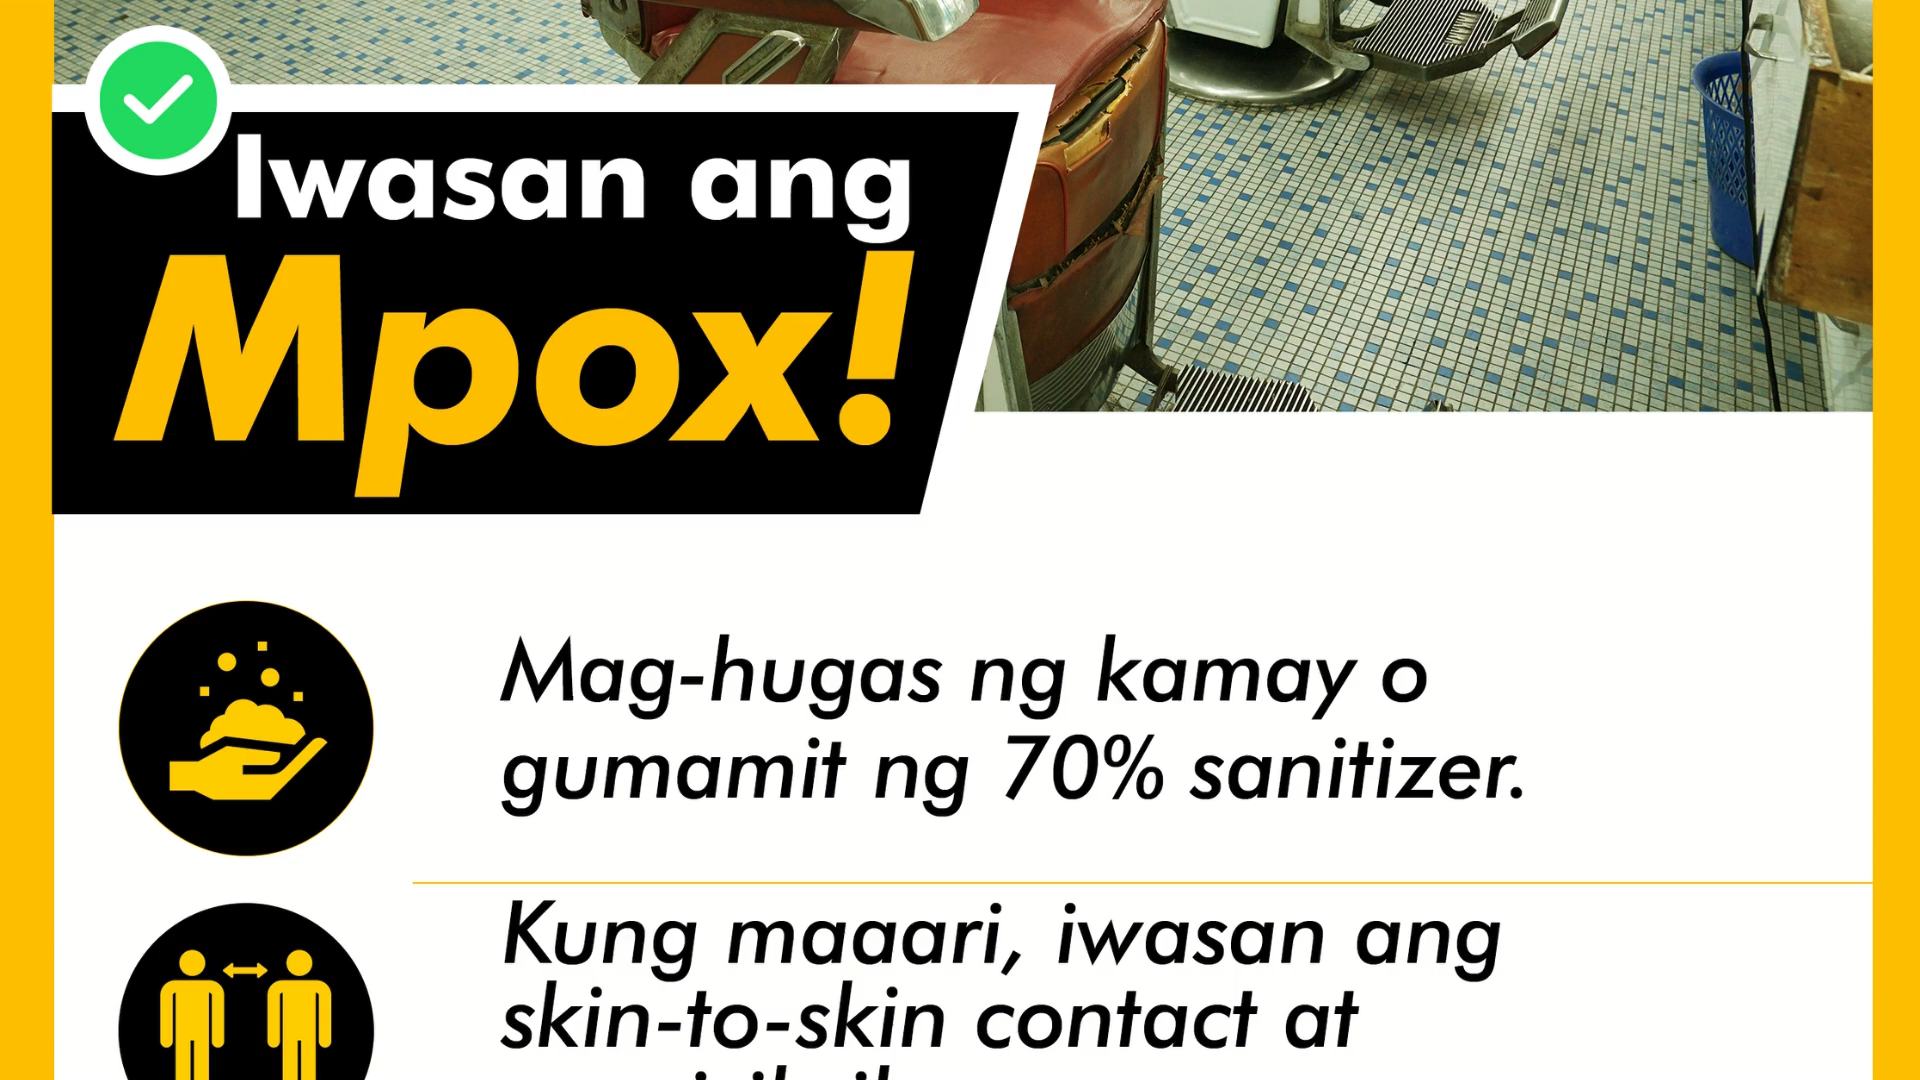 Iwasan ang
Mpox!
Mag-hugas ng kamay o
gumamit ng 70% sanitizer.
Kung maaari, iwasan ang
skin-to-skin contact at